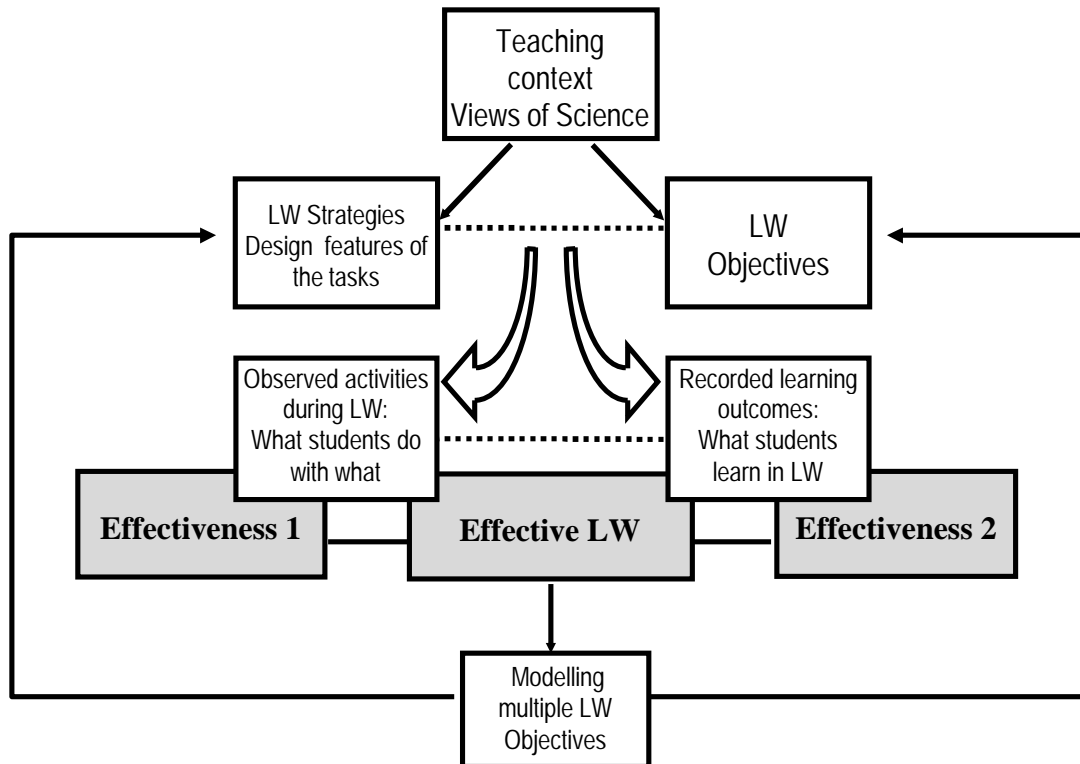 Teaching
context
Views of Science
LW Strategies
Design features of
the tasks
LW
Objectives
Observed activities
during LW:
What students do
with what
Recorded learning
outcomes:
What students
learn in LW
Effectiveness 1
Effective LW
Effectiveness 2
Modelling
multiple LW
Objectives